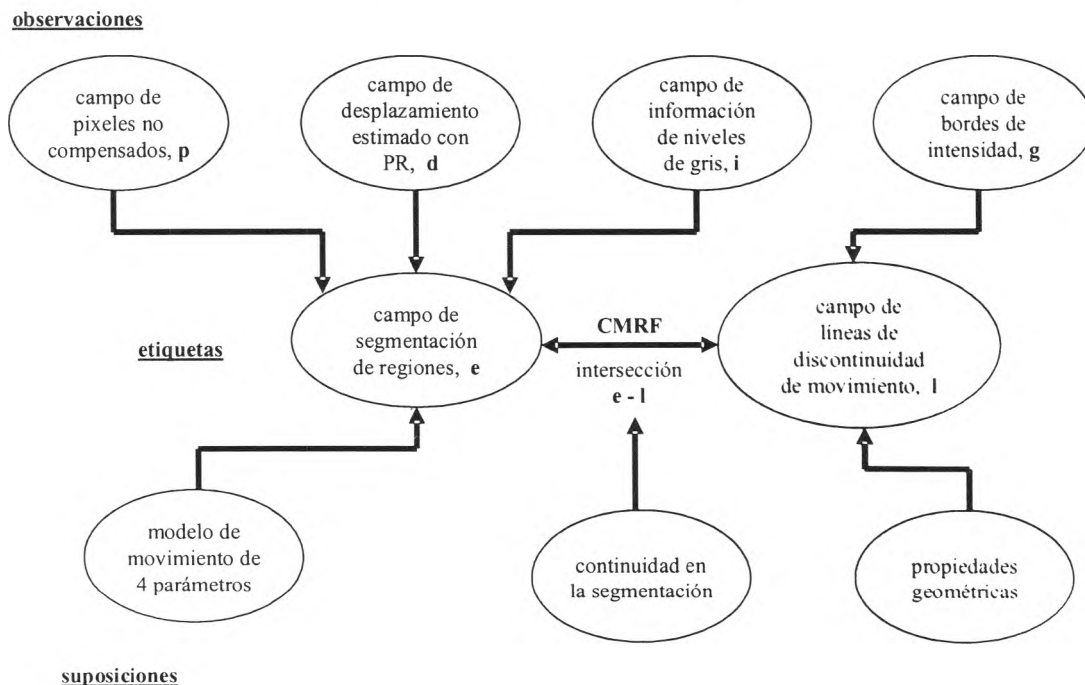 observaciones
campo de
pixeles no
compensados, p
campo de
desplazamiento
estimado con
PR, d
campo de
información
de niveles
de gris, i
campo de
bordes de
intensidad, g
etiquetas
campo de
segmentación
de regiones, e
CMRF
intersección
e - l
campo de
líneas de
discontinuidad
de movimiento, l
modelo de
movimiento de
4 parámetros
continuidad en
la segmentación
propiedades
geométricas
suposiciones